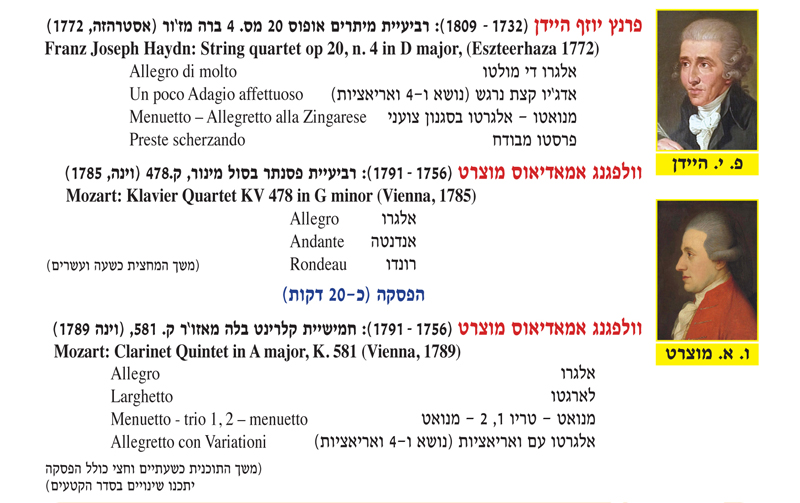 פרנץ יוזף היידן (1732 - 1809): רביעיית מיתרים אופוס 20 מס. 4 ברה מז'ור (אסטרהזה, 1772)
Franz Joseph Haydn: String quartet op 20, n. 4 in D major, (Eszteerhaza 1772)
Allegro di molto אלגרו די מולטו
Un poco Adagio affettuoso אדג'יו קצת נרגש (נושא ו-4 ואריאציות)
Menuetto – Allegretto alla Zingarese מנואטו - אלגרטו בסגנון צועני
Preste scherzando פרסטו מבודח
פ. י. היידן
וולפגנג אמאדיאוס מוצרט (1756 - 1791): רביעיית פסנתר בסול מינור, ק.478 (וינה, 1785)
Mozart: Klavier Quartet KV 478 in G minor (Vienna, 1785)
Allegro אלגרו
Andante אנדנטה
Rondeau רונדו (משך המחצית כשעה ועשרים)
הפסקה (כ-20 דקות)
וולפגנג אמאדיאוס מוצרט (1756 - 1791): חמישיית קלרינט בלה מאזו'ר ק. 581, (וינה 1789)
Mozart: Clarinet Quintet in A major, K. 581 (Vienna, 1789)
ו. א. מוצרט
Allegro אלגרו
Larghetto לארגטו
Menuetto - trio 1, 2 – menuetto מנואט - טריו 1, 2 - מנואט
Allegretto con Variationi אלגרטו עם ואריאציות (נושא ו-4 ואריאציות)
(משך התוכנית כשעתיים וחצי כולל הפסקה
יתכנו שינויים בסדר הקטעים)